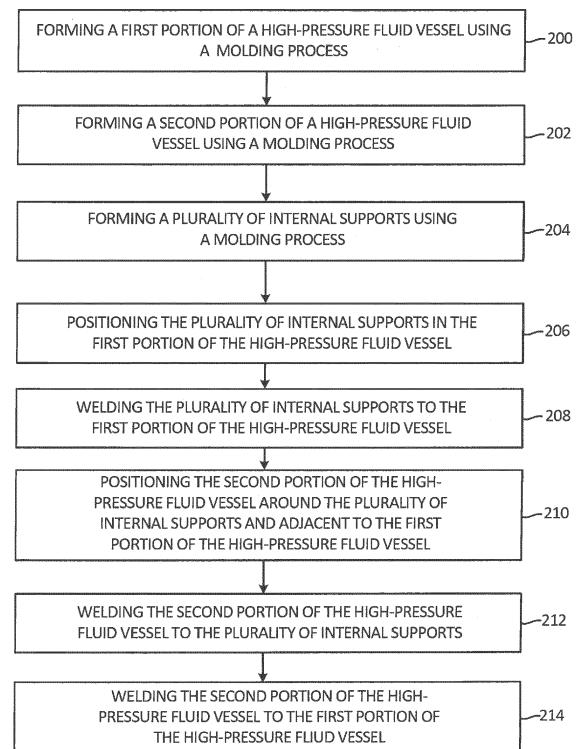 FORMING A FIRST PORTION OF A HIGH-PRESSURE FLUID VESSEL USING
A MOLDING PROCESS
200
FORMING A SECOND PORTION OF A HIGH-PRESSURE FLUID
VESSEL USING A MOLDING PROCESS
202
FORMING A PLURALITY OF INTERNAL SUPPORTS USING
A MOLDING PROCESS
204
POSITIONING THE PLURALITY OF INTERNAL SUPPORTS IN THE
FIRST PORTION OF THE HIGH-PRESSURE FLUID VESSEL
206
WELDING THE PLURALITY OF INTERNAL SUPPORTS TO THE
FIRST PORTION OF THE HIGH-PRESSURE FLUID VESSEL
208
POSITIONING THE SECOND PORTION OF THE HIGH-
PRESSURE FLUID VESSEL AROUND THE PLURALITY OF
INTERNAL SUPPORTS AND ADJACENT TO THE FIRST
PORTION OF THE HIGH-PRESSURE FLUID VESSEL
210
WELDING THE SECOND PORTION OF THE HIGH-PRESSURE
FLUID VESSEL TO THE PLURALITY OF INTERNAL SUPPORTS
212
WELDING THE SECOND PORTION OF THE HIGH-
PRESSURE FLUID VESSEL TO THE FIRST PORTION OF
THE HIGH-PRESSURE FLIUD VESSEL
214